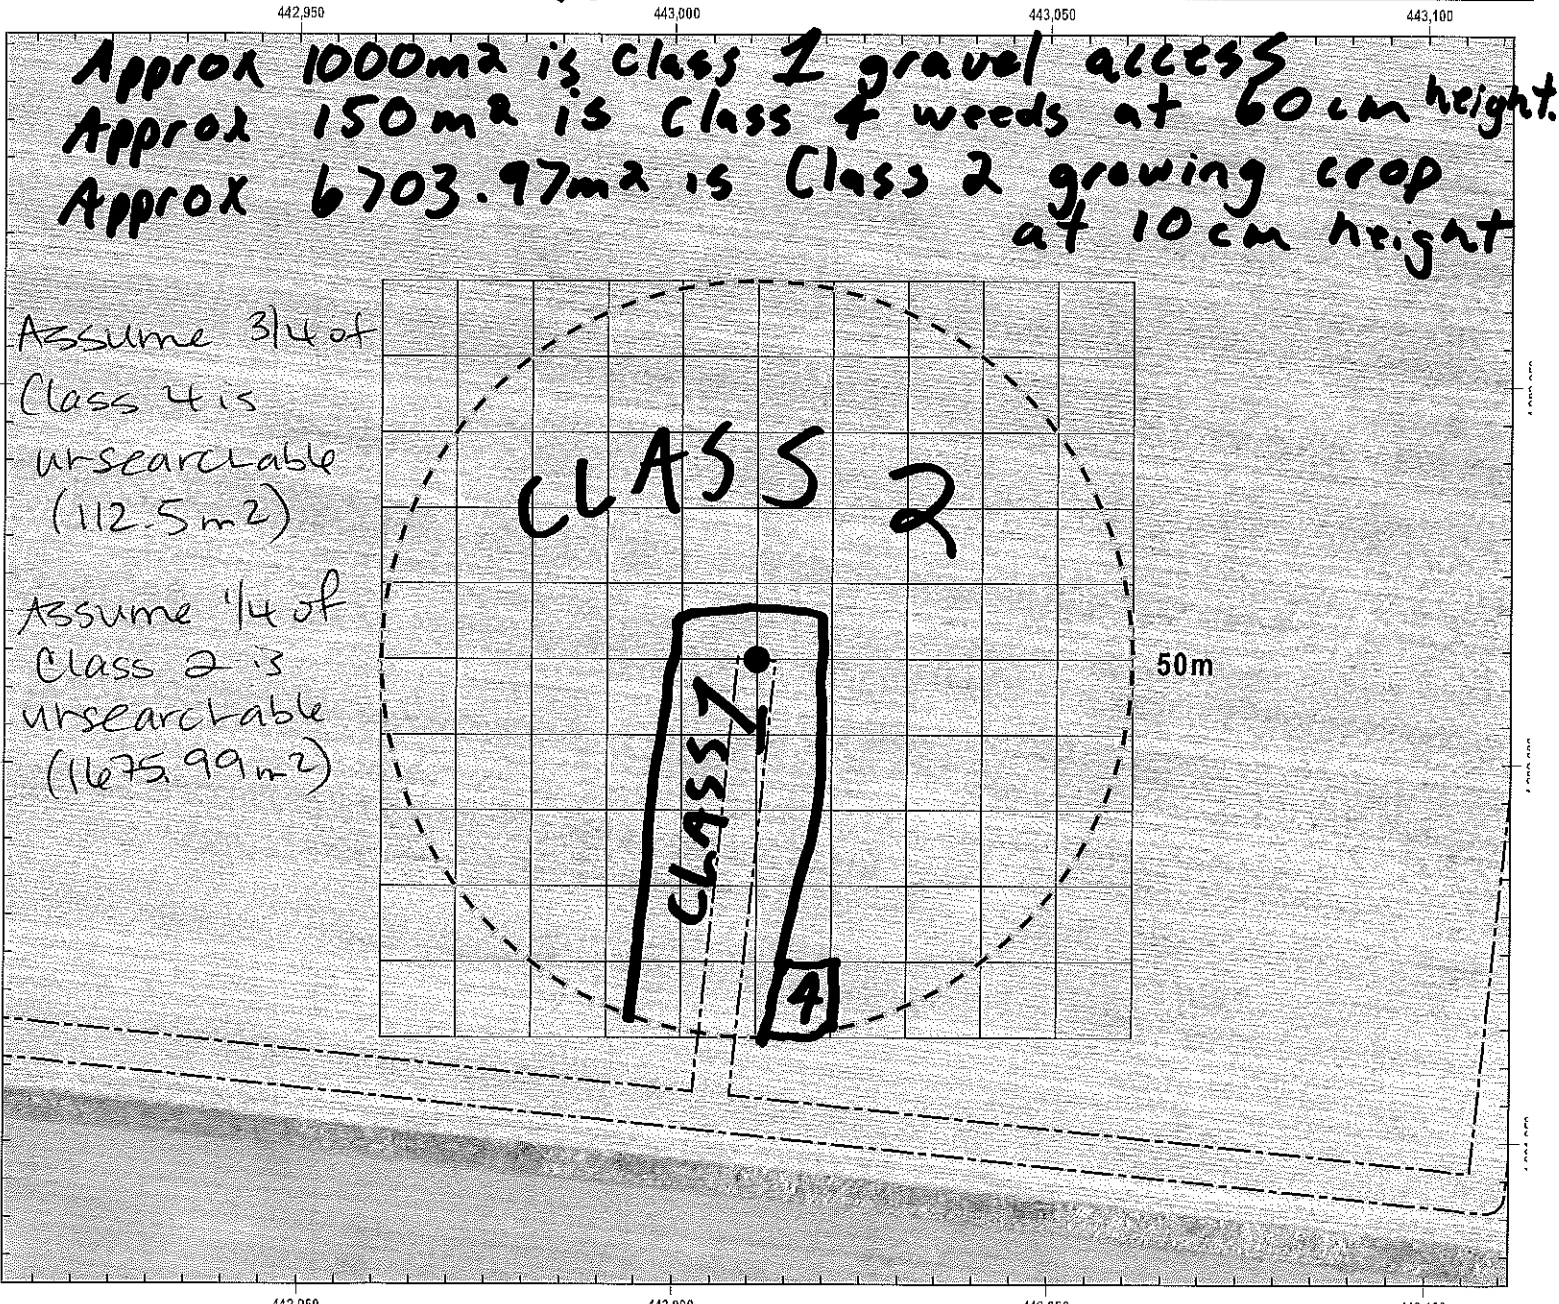 442,950 443,000 443,050 443,100
Approx 1000m2 is Class 1 gravel access
Approx 150m2 is Class 4 weeds at 60cm height.
Approx 6703.97m2 is Class 2 growing crop
at 10cm height
Assume 3/4 of
Class 4 is
unsearchable
(112.5m2)
Assume 1/4 of
Class 2 is
unsearchable
(1675.99m2)
CLASS 2
50m
CLASS 1
4